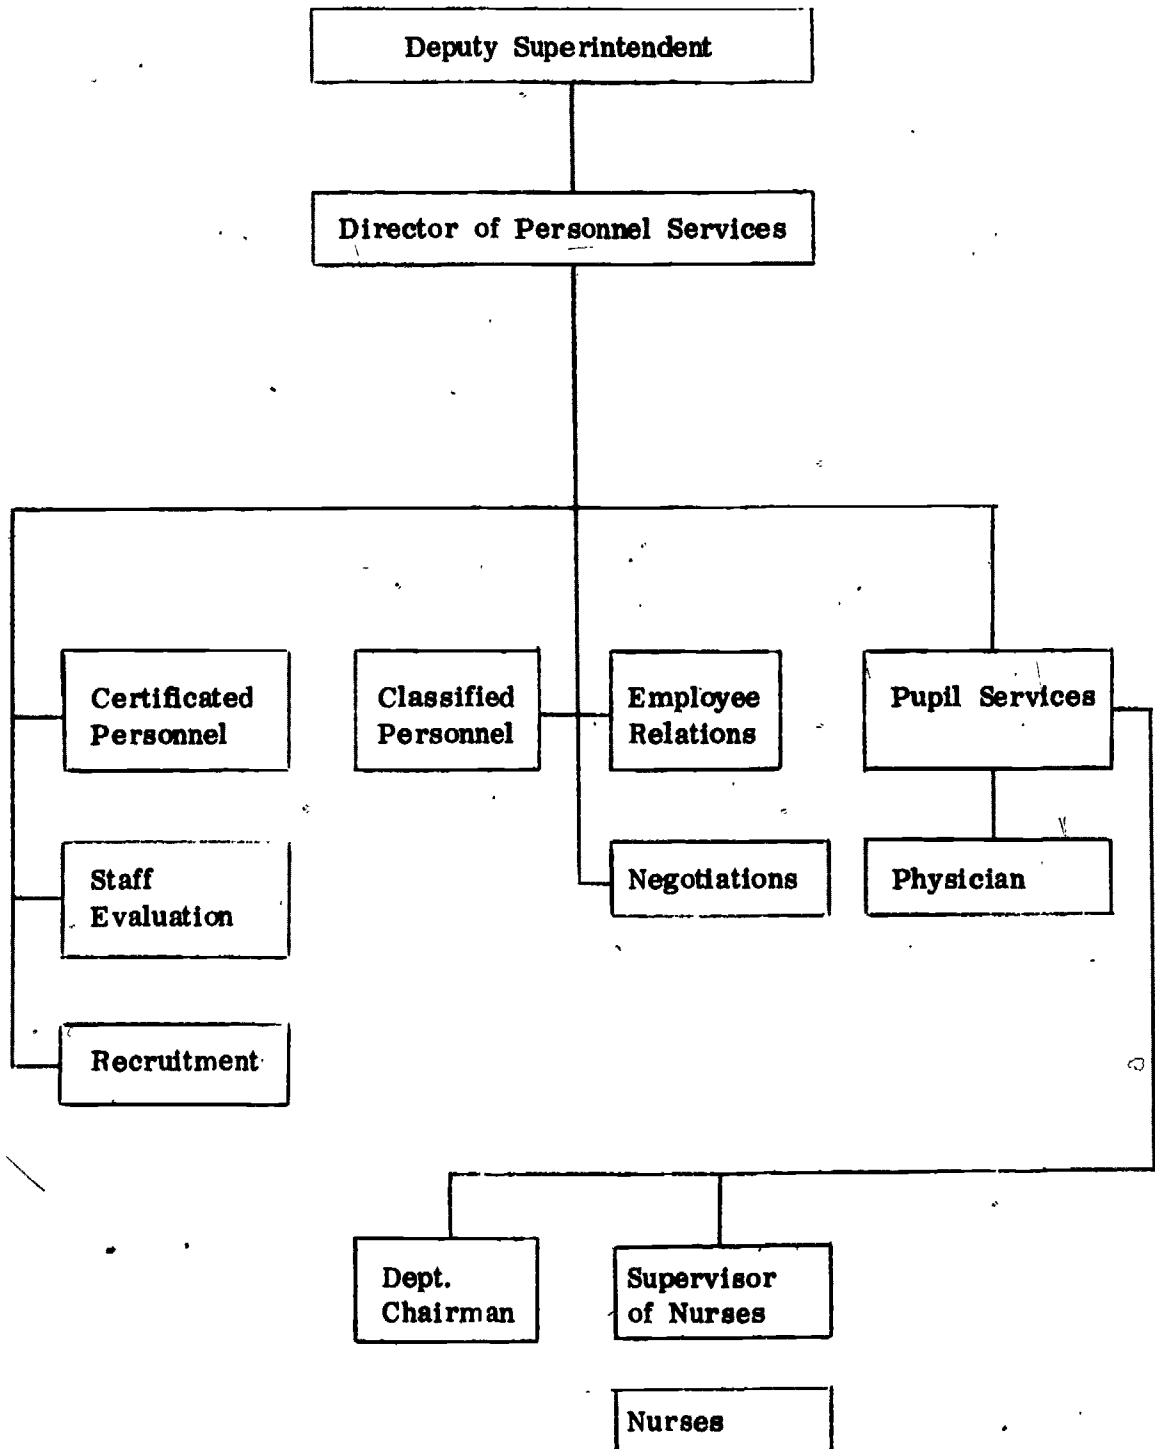 Deputy Superintendent
Director of Personnel Services
Certificated
Personnel
Classified
Personnel
Employee
Relations
Pupil Services
Staff
Evaluation
Negotiations
Physician
Recruitment
Dept.
Chairman
Supervisor
of Nurses
Nurses